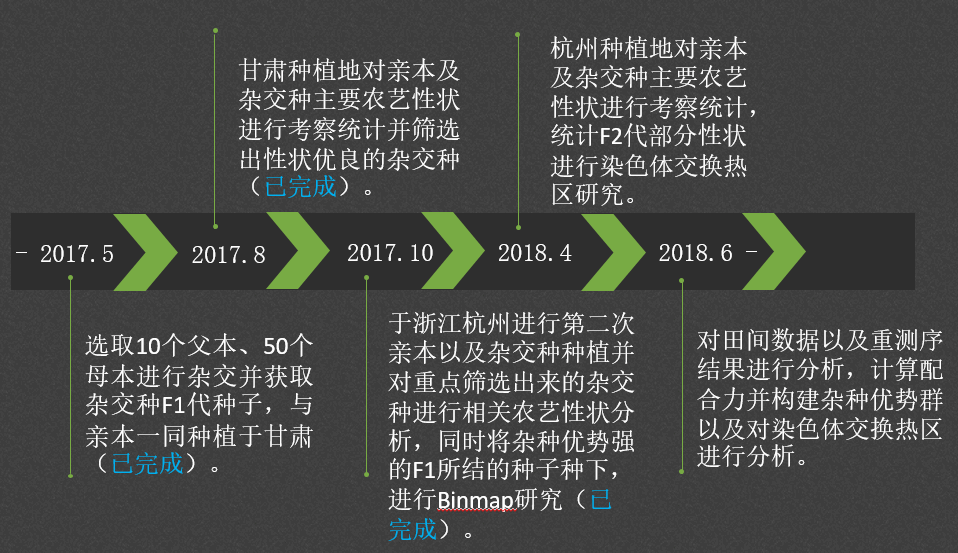 甘肃种植地对亲本及
杂交种主要农艺性状
进行考察统计并筛选
出性状优良的杂交种
（已完成）。
杭州种植地对亲本
及杂交种主要农艺
性状进行考察统计，
统计F2代部分性状
进行染色体交换热
区研究。
- 2017.5
2017.8
2017.10
2018.4
2018.6 -
选取10个父本、50个
母本进行杂交并获取
杂交种F1代种子，与
亲本一同种植于甘肃
（已完成）。
于浙江杭州进行第二次
亲本以及杂交种种植并
对重点筛选出来的杂交
种进行相关农艺性状分
析，同时将杂种优势强
的F1所结的种子种下，
进行Binmap研究（已
完成）。
对田间数据以及重测序
结果进行分析，计算配
合力并构建杂种优势群
以及对染色体交换热区
进行分析。